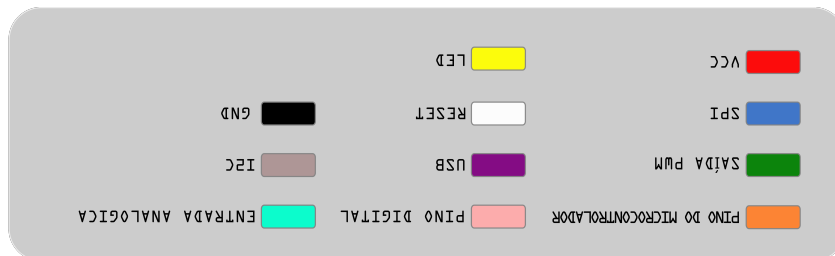 PINO DO MICROCONTROLADOR
PINO DIGITAL
ENTRADA ANALOGICA
SAÍDA PWM
USB
I2C
SPI
RESET
GND
VCC
LED